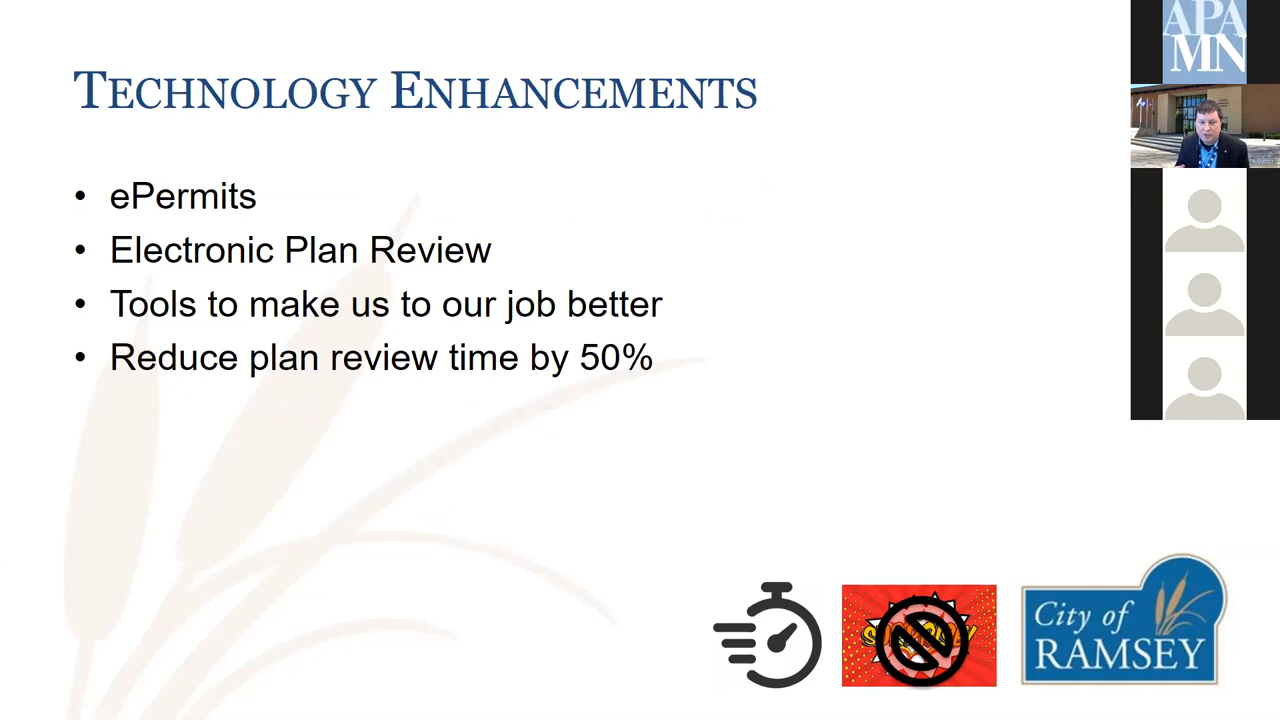 APA
MN
TECHNOLOGY ENHANCEMENTS
• ePermits
• Electronic Plan Review
• Tools to make us to our job better
• Reduce plan review time by 50%
City of
RAMSEY